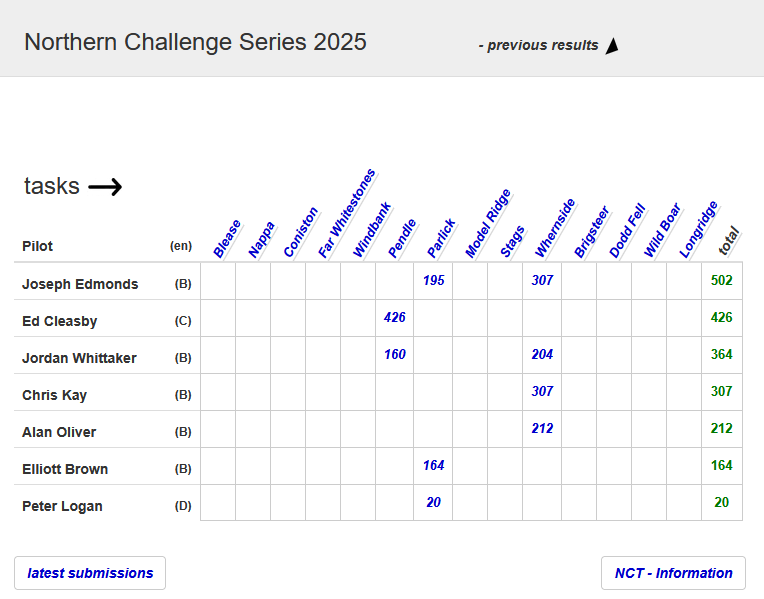 Northern Challenge Series 2025
- previous results
tasks
Pilot (en) Blease Nappa Coniston Far Whitestones Windbank Pendle Parlick Model Ridge Stags Whernside Brigsteer Dodd Fell Wild Boar Longridge total
Joseph Edmonds (B) 195 307 502
Ed Cleasby (C) 426 426
Jordan Whittaker (B) 160 204 364
Chris Kay (B) 307 307
Alan Oliver (B) 212 212
Elliott Brown (B) 164 164
Peter Logan (D) 20 20
latest submissions NCT - Information